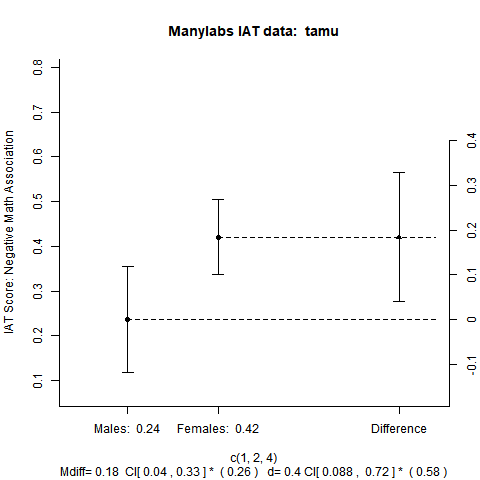 Manylabs IAT data:  tamu
IAT Score: Negative Math Association
0.8
0.7
0.6
0.5
0.4
0.3
0.2
0.1
0.4
0.3
0.2
0.1
0
-0.1
Males:  0.24
Females:  0.42
Difference
c(1, 2, 4)
Mdiff= 0.18  CI[ 0.04 , 0.33 ] *  ( 0.26 )   d= 0.4 CI[ 0.088 ,  0.72 ] *  ( 0.58 )